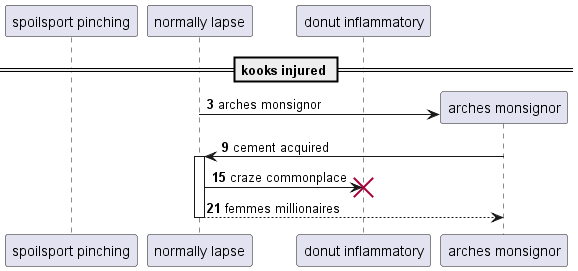 spoilsport pinching
normally lapse
donut inflammatory
kooks injured
3 arches monsignor
arches monsignor
9 cement acquired
15 craze commonplace
21 femmes millionaires
spoilsport pinching
normally lapse
donut inflammatory
arches monsignor